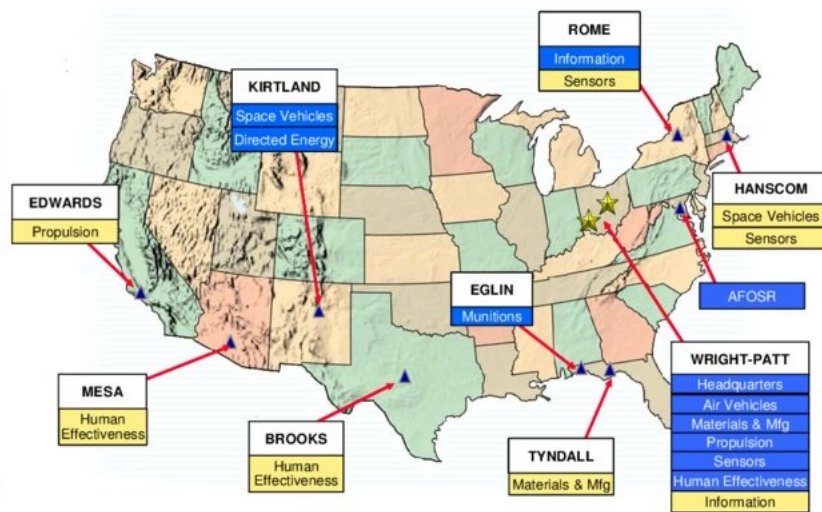 ROME
Information
Sensors
KIRTLAND
Space Vehicles
Directed Energy
HANSCOM
Space Vehicles
Sensors
EDWARDS
Propulsion
EGLIN
Munitions
AFOSR
WRIGHT-PATT
Headquarters
Air Vehicles
Materials & Mfg
Propulsion
Sensors
Human Effectiveness
Information
MESA
Human
Effectiveness
BROOKS
Human
Effectiveness
TYNDALL
Materials & Mfg